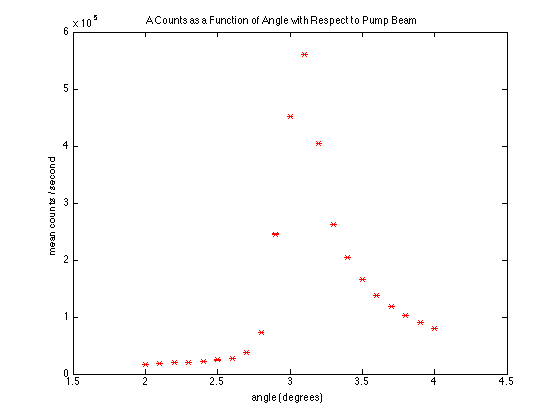 A Counts as a Function of Angle with Respect to Pump Beam
x 10^5
6
5
4
3
2
1
0
mean counts / second
1.5 2 2.5 3 3.5 4 4.5
angle (degrees)